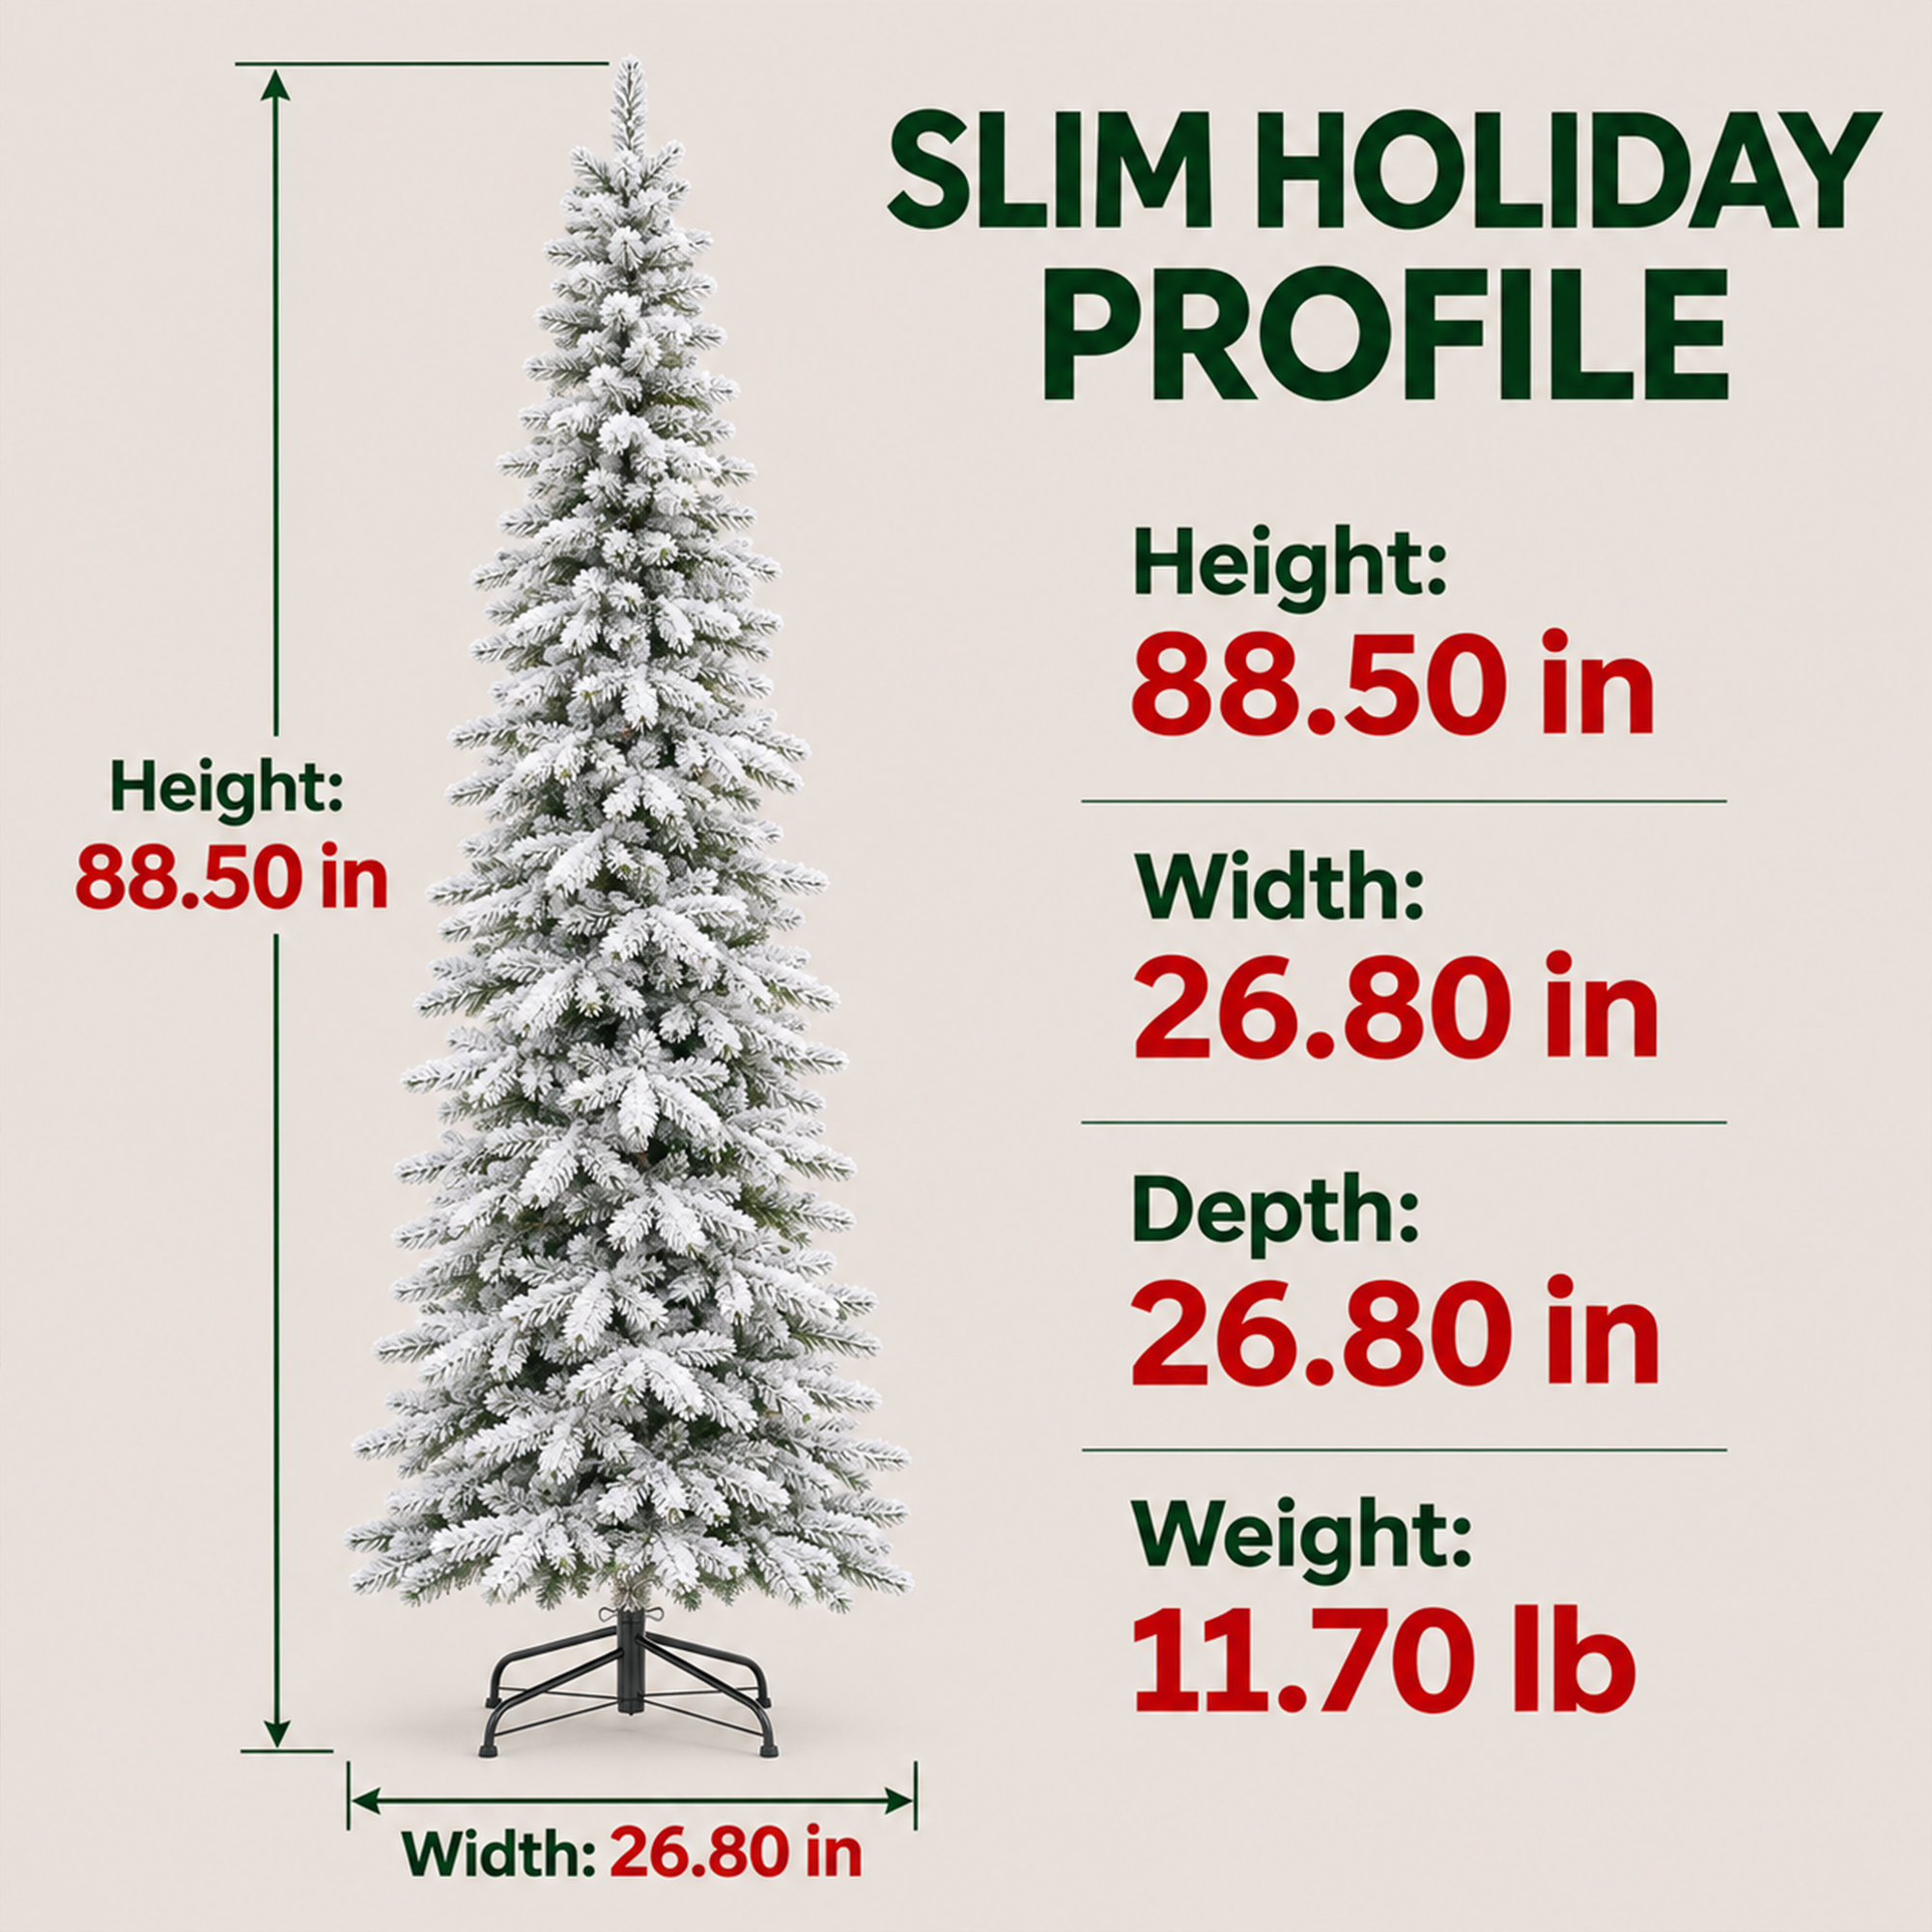 SLIM HOLIDAY
PROFILE
Height:
88.50 in
Width:
26.80 in
Depth:
26.80 in
Weight:
11.70 lb
Height:
88.50 in
Width: 26.80 in